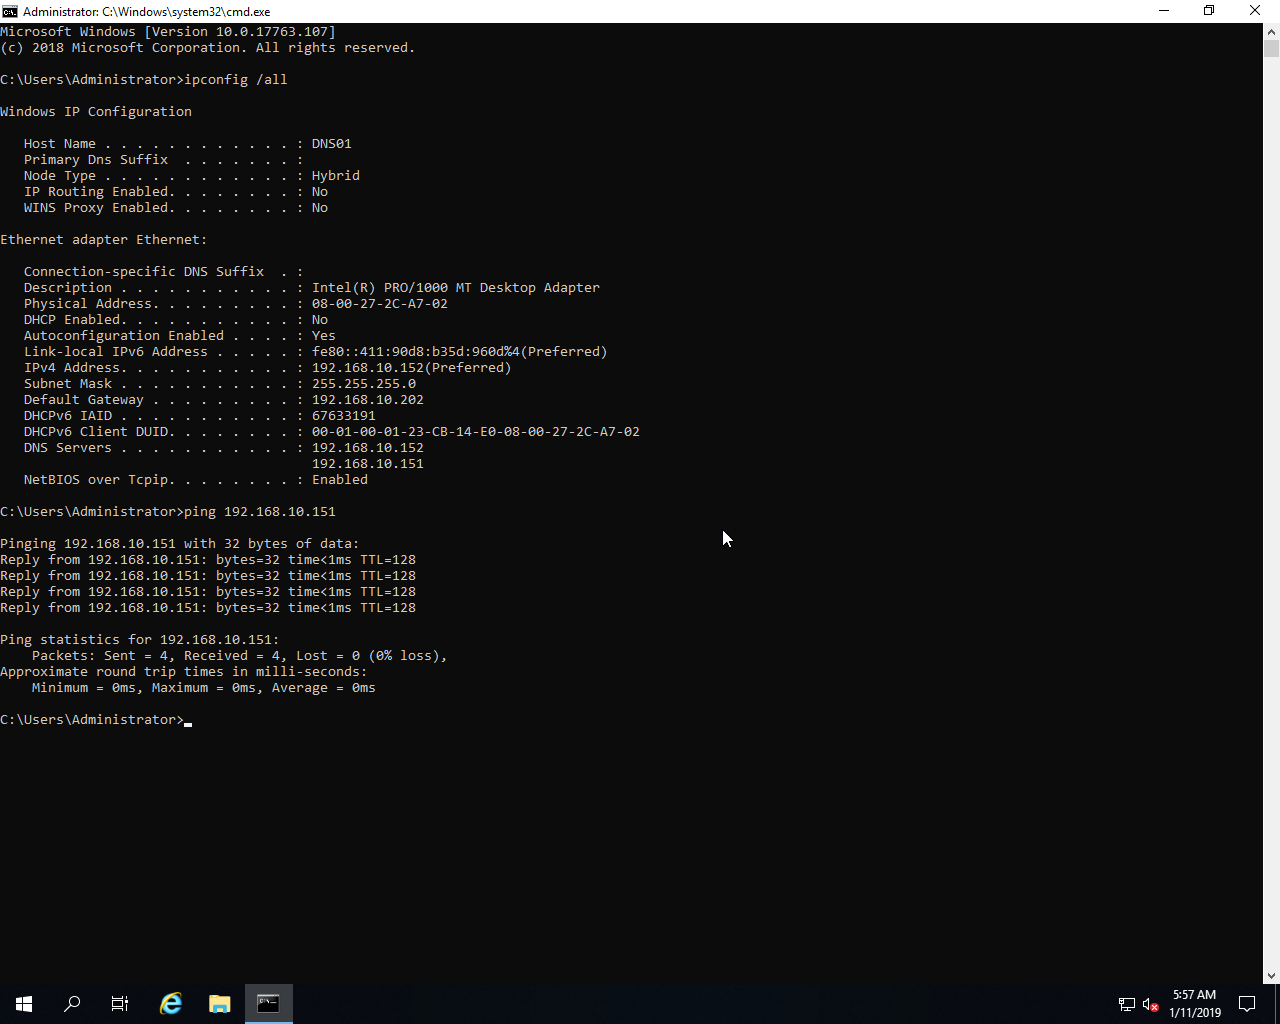 Administrator: C:\Windows\system32\cmd.exe
Microsoft Windows [Version 10.0.17763.107]
(c) 2018 Microsoft Corporation. All rights reserved.
C:\Users\Administrator>ipconfig /all
Windows IP Configuration
   Host Name . . . . . . . . . . . . : DNS01
   Primary Dns Suffix  . . . . . . . :
   Node Type . . . . . . . . . . . . : Hybrid
   IP Routing Enabled. . . . . . . . : No
   WINS Proxy Enabled. . . . . . . . : No
Ethernet adapter Ethernet:
   Connection-specific DNS Suffix  . :
   Description . . . . . . . . . . . : Intel(R) PRO/1000 MT Desktop Adapter
   Physical Address. . . . . . . . . : 08-00-27-2C-A7-02
   DHCP Enabled. . . . . . . . . . . : No
   Autoconfiguration Enabled . . . . : Yes
   Link-local IPv6 Address . . . . . : fe80::411:90d8:b35d:960d%4(Preferred)
   IPv4 Address. . . . . . . . . . . : 192.168.10.152(Preferred)
   Subnet Mask . . . . . . . . . . . : 255.255.255.0
   Default Gateway . . . . . . . . . : 192.168.10.202
   DHCPv6 IAID . . . . . . . . . . . : 67633191
   DHCPv6 Client DUID. . . . . . . . : 00-01-00-01-23-CB-14-E0-08-00-27-2C-A7-02
   DNS Servers . . . . . . . . . . . : 192.168.10.152
                                       192.168.10.151
   NetBIOS over Tcpip. . . . . . . . : Enabled
C:\Users\Administrator>ping 192.168.10.151
Pinging 192.168.10.151 with 32 bytes of data:
Reply from 192.168.10.151: bytes=32 time<1ms TTL=128
Reply from 192.168.10.151: bytes=32 time<1ms TTL=128
Reply from 192.168.10.151: bytes=32 time<1ms TTL=128
Reply from 192.168.10.151: bytes=32 time<1ms TTL=128
Ping statistics for 192.168.10.151:
    Packets: Sent = 4, Received = 4, Lost = 0 (0% loss),
Approximate round trip times in milli-seconds:
    Minimum = 0ms, Maximum = 0ms, Average = 0ms
C:\Users\Administrator>
5:57 AM
1/11/2019